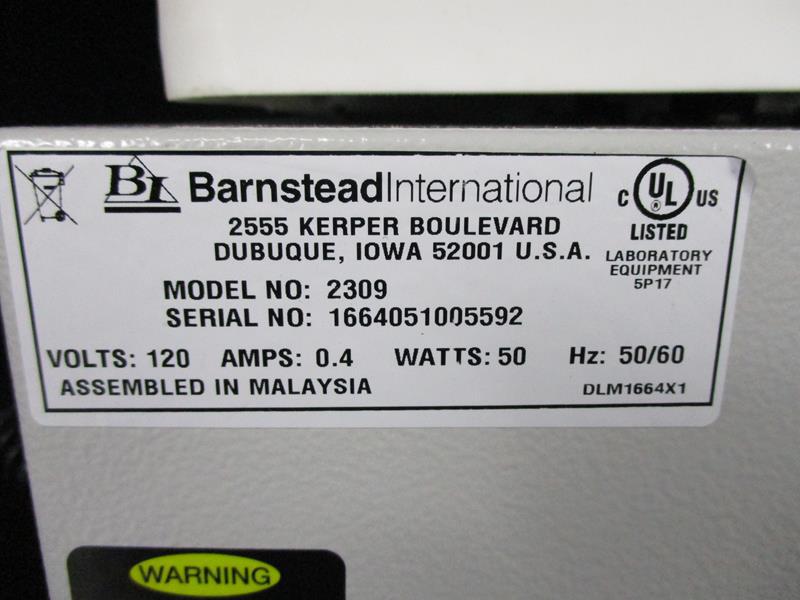 BI BarnsteadInternational
2555 KERPER BOULEVARD
DUBUQUE, IOWA 52001 U.S.A.
C UL US
LISTED
LABORATORY
EQUIPMENT
5P17
MODEL NO: 2309
SERIAL NO: 1664051005592
VOLTS: 120 AMPS: 0.4 WATTS: 50 Hz: 50/60
ASSEMBLED IN MALAYSIA DLM1664X1
WARNING